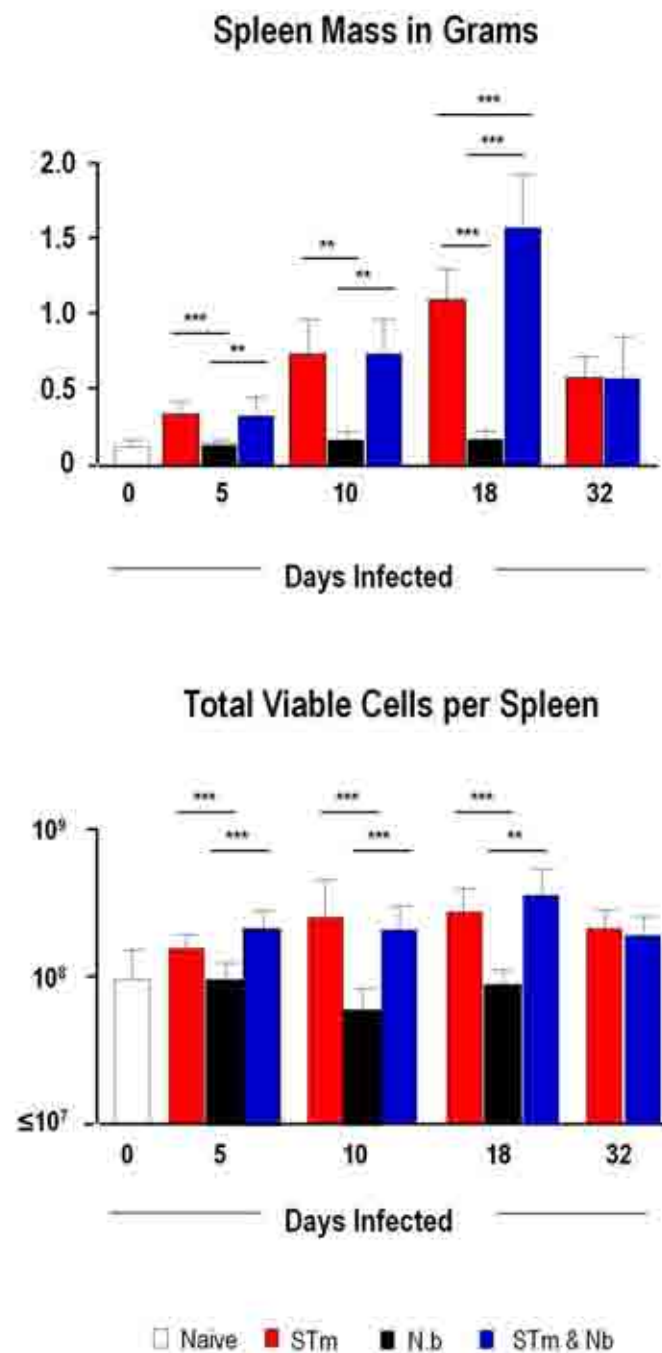 Spleen Mass in Grams
*** 
***
** ***
*** **
**
2.0
1.5
1.0
0.5
0
0 5 10 18 32
Days Infected
Total Viable Cells per Spleen
*** *** ***
*** *** **
10⁹
10⁸
≤10⁷
0 5 10 18 32
Days Infected
Naive STm N.b STm & Nb